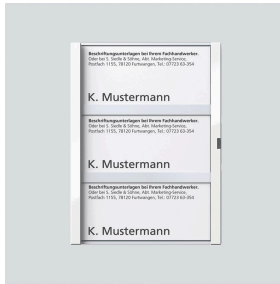 Beschriftungsunterlagen bei Ihrem Fachhandwerker.
Oder bei S. Siedle & Söhne, Abt. Marketing-Service,
Postfach 1155, 78120 Furtwangen, Tel.: 07723 63-354
K. Mustermann
Beschriftungsunterlagen bei Ihrem Fachhandwerker.
Oder bei S. Siedle & Söhne, Abt. Marketing-Service,
Postfach 1155, 78120 Furtwangen, Tel.: 07723 63-354
K. Mustermann
Beschriftungsunterlagen bei Ihrem Fachhandwerker.
Oder bei S. Siedle & Söhne, Abt. Marketing-Service,
Postfach 1155, 78120 Furtwangen, Tel.: 07723 63-354
K. Mustermann